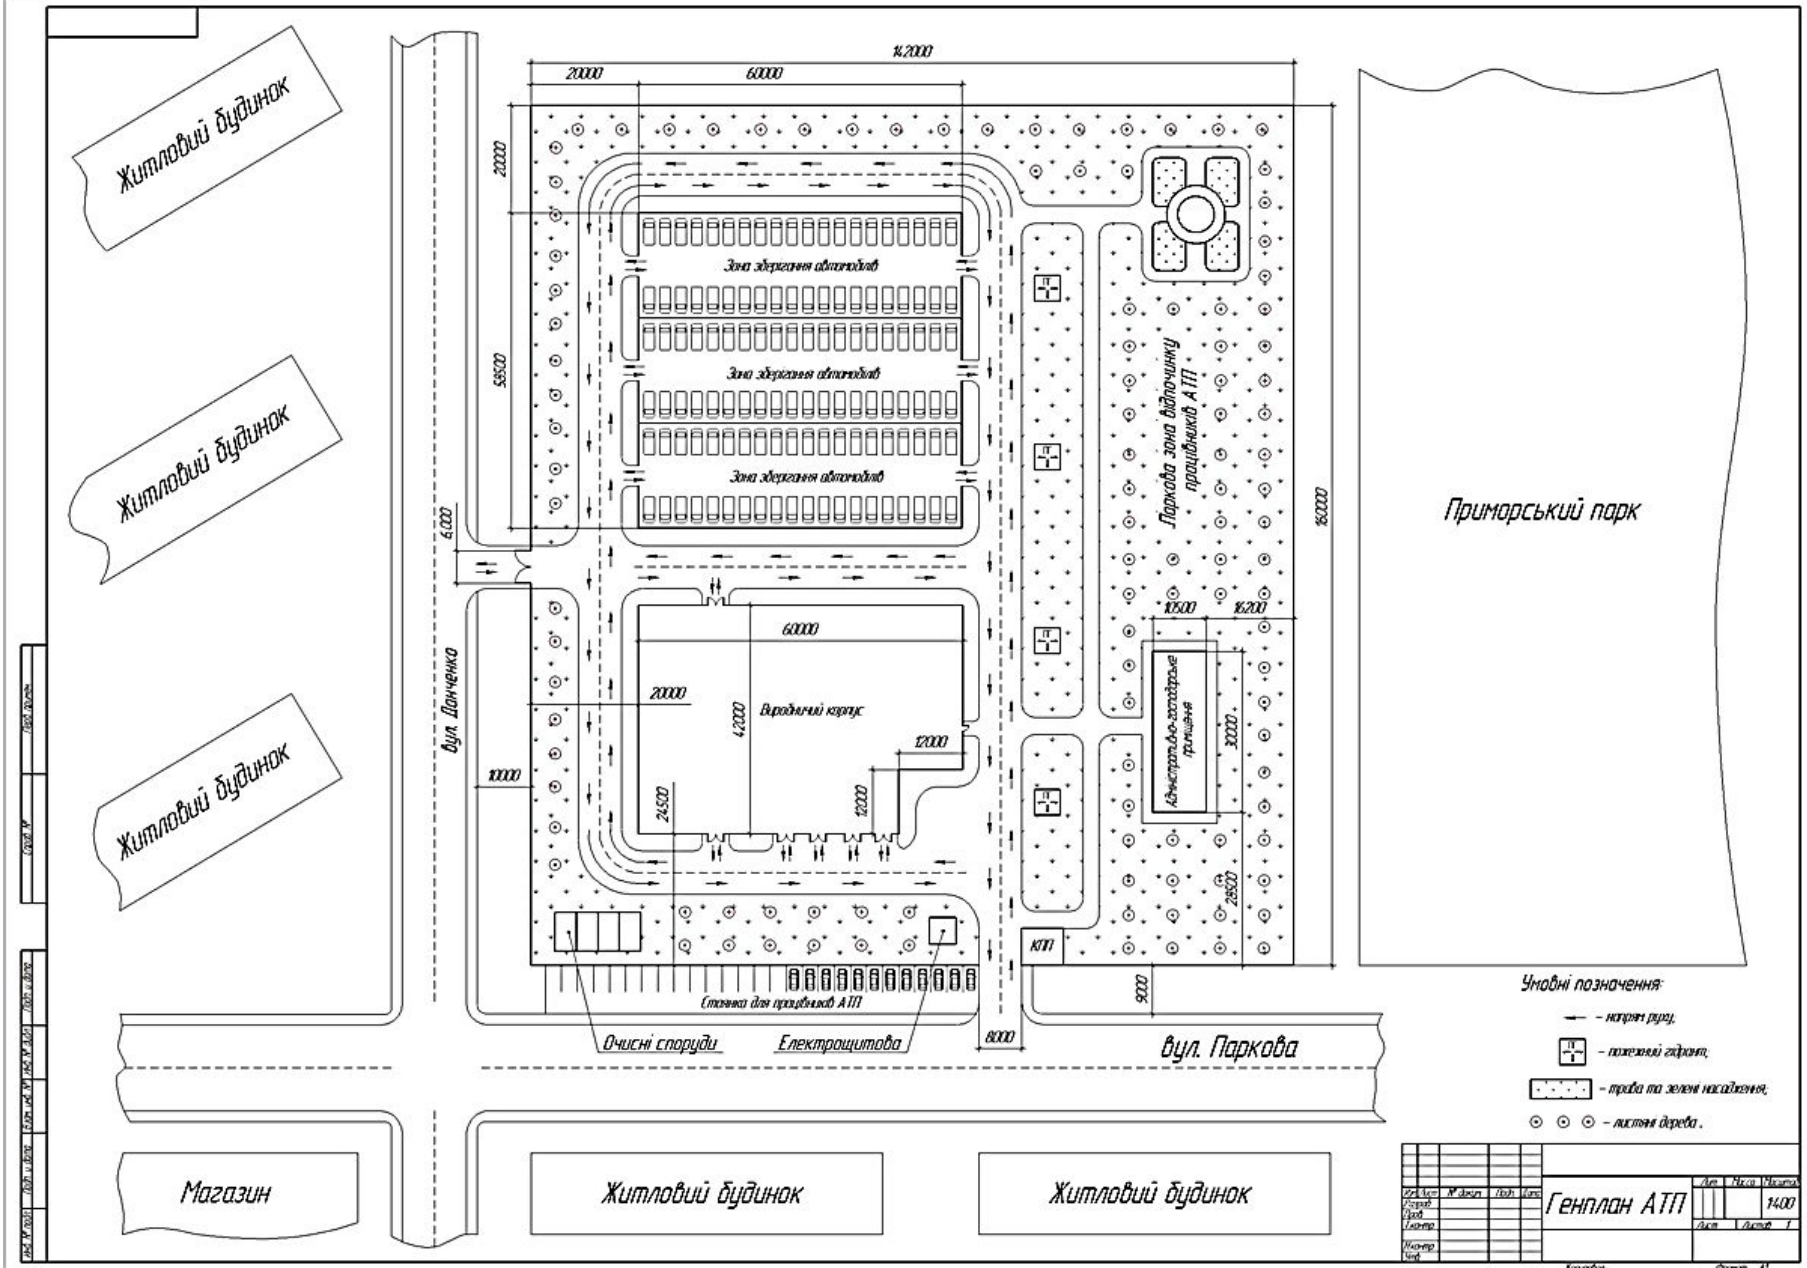 142000
20000
60000
Житловий будинок
20000
Зона зберігання автомобілів
58500
Зона зберігання автомобілів
Паркова зона відпочинку
працівників АТП
Житловий будинок
Зона зберігання автомобілів
160000
Приморський парк
6000
10500
16200
60000
вул. Данченка
20000
42000
Виробничий корпус
Адміністративно-господарське
приміщення
30000
12000
Житловий будинок
10000
24500
12000
28500
КПП
Стоянка для працівників АТП
9000
Умовні позначення:
- напрям руху;
Очисні споруди
Електрощитова
8000
вул. Паркова
- пожежний гідрант;
- трава та зелені насадження;
- листяні дерева.
Магазин
Житловий будинок
Житловий будинок
Генплан АТП
1:400